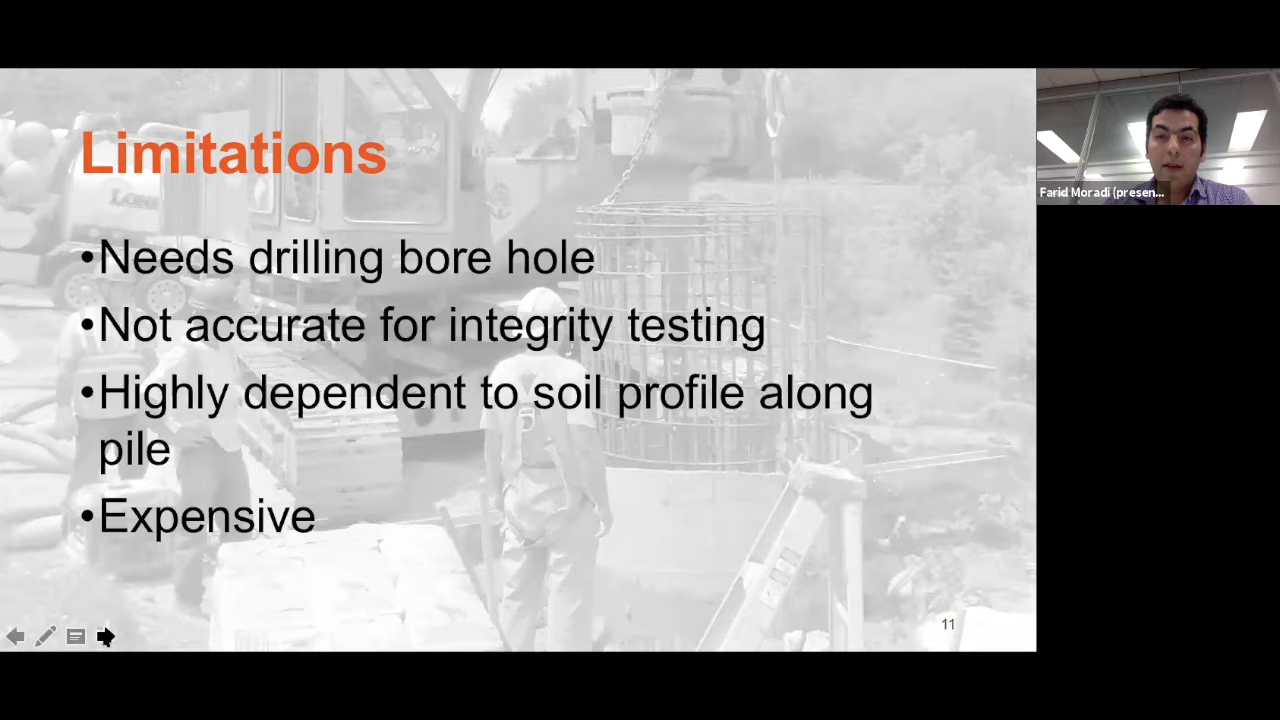 Limitations
•Needs drilling bore hole
•Not accurate for integrity testing
•Highly dependent to soil profile along
pile
•Expensive
11
Farid Moradi (presen...